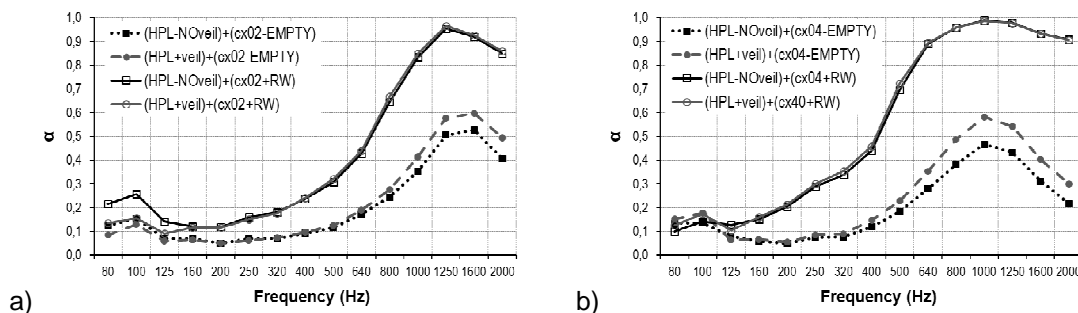 1,0
0,9
0,8
0,7
0,6
0,5
0,4
0,3
0,2
0,1
0,0
α
(HPL-NOveil)+(cx02-EMPTY)
(HPL+veil)+(cx02-EMPTY)
(HPL-NOveil)+(cx02+RW)
(HPL+veil)+(cx02+RW)
80 100 125 160 200 250 320 400 500 640 800 1000 1250 1600 2000
Frequency (Hz)
a)
1,0
0,9
0,8
0,7
0,6
0,5
0,4
0,3
0,2
0,1
0,0
α
(HPL-NOveil)+(cx04-EMPTY)
(HPL+veil)+(cx04-EMPTY)
(HPL-NOveil)+(cx04+RW)
(HPL+veil)+(cx40+RW)
80 100 125 160 200 250 320 400 500 640 800 1000 1250 1600 2000
Frequency (Hz)
b)